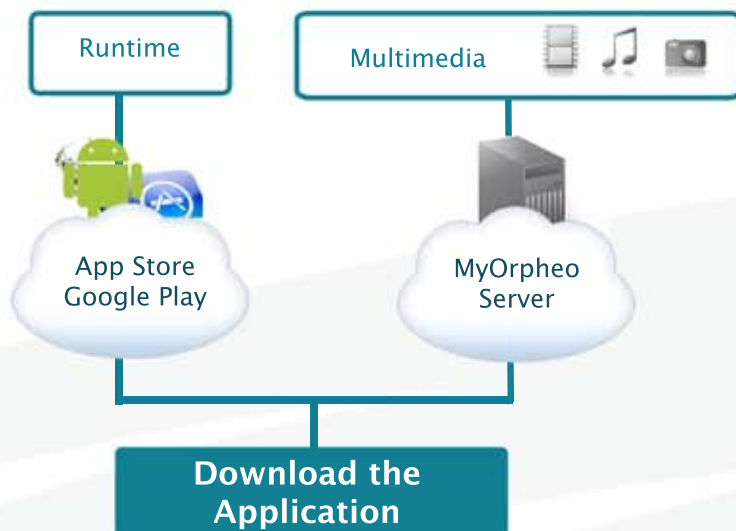 Runtime
Multimedia
App Store
Google Play
MyOrpheo
Server
Download the
Application